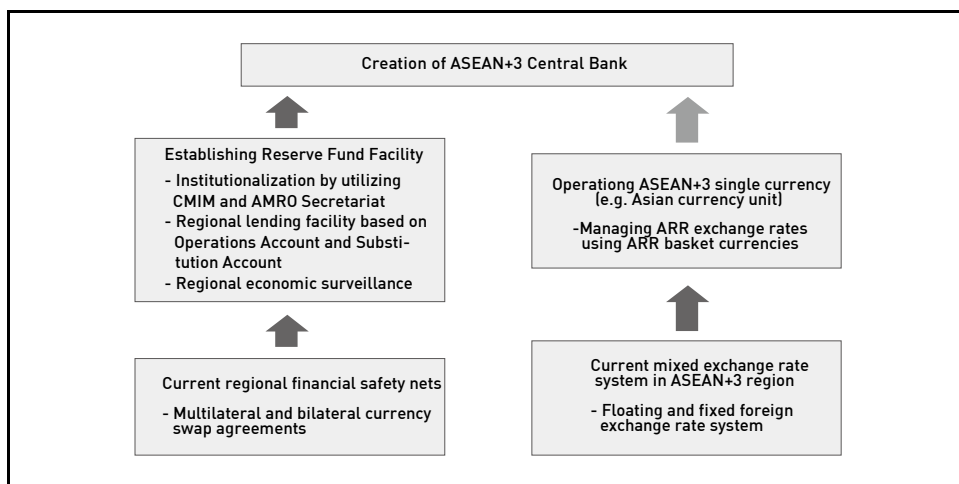 Creation of ASEAN+3 Central Bank
Establishing Reserve Fund Facility
- Institutionalization by utilizing
CMIM and AMRO Secretariat
- Regional lending facility based on
Operations Account and Substi-
tution Account
- Regional economic surveillance
Operationg ASEAN+3 single currency
(e.g. Asian currency unit)
-Managing ARR exchange rates
using ARR basket currencies
Current regional financial safety nets
- Multilateral and bilateral currency
swap agreements
Current mixed exchange rate
system in ASEAN+3 region
- Floating and fixed foreign
exchange rate system